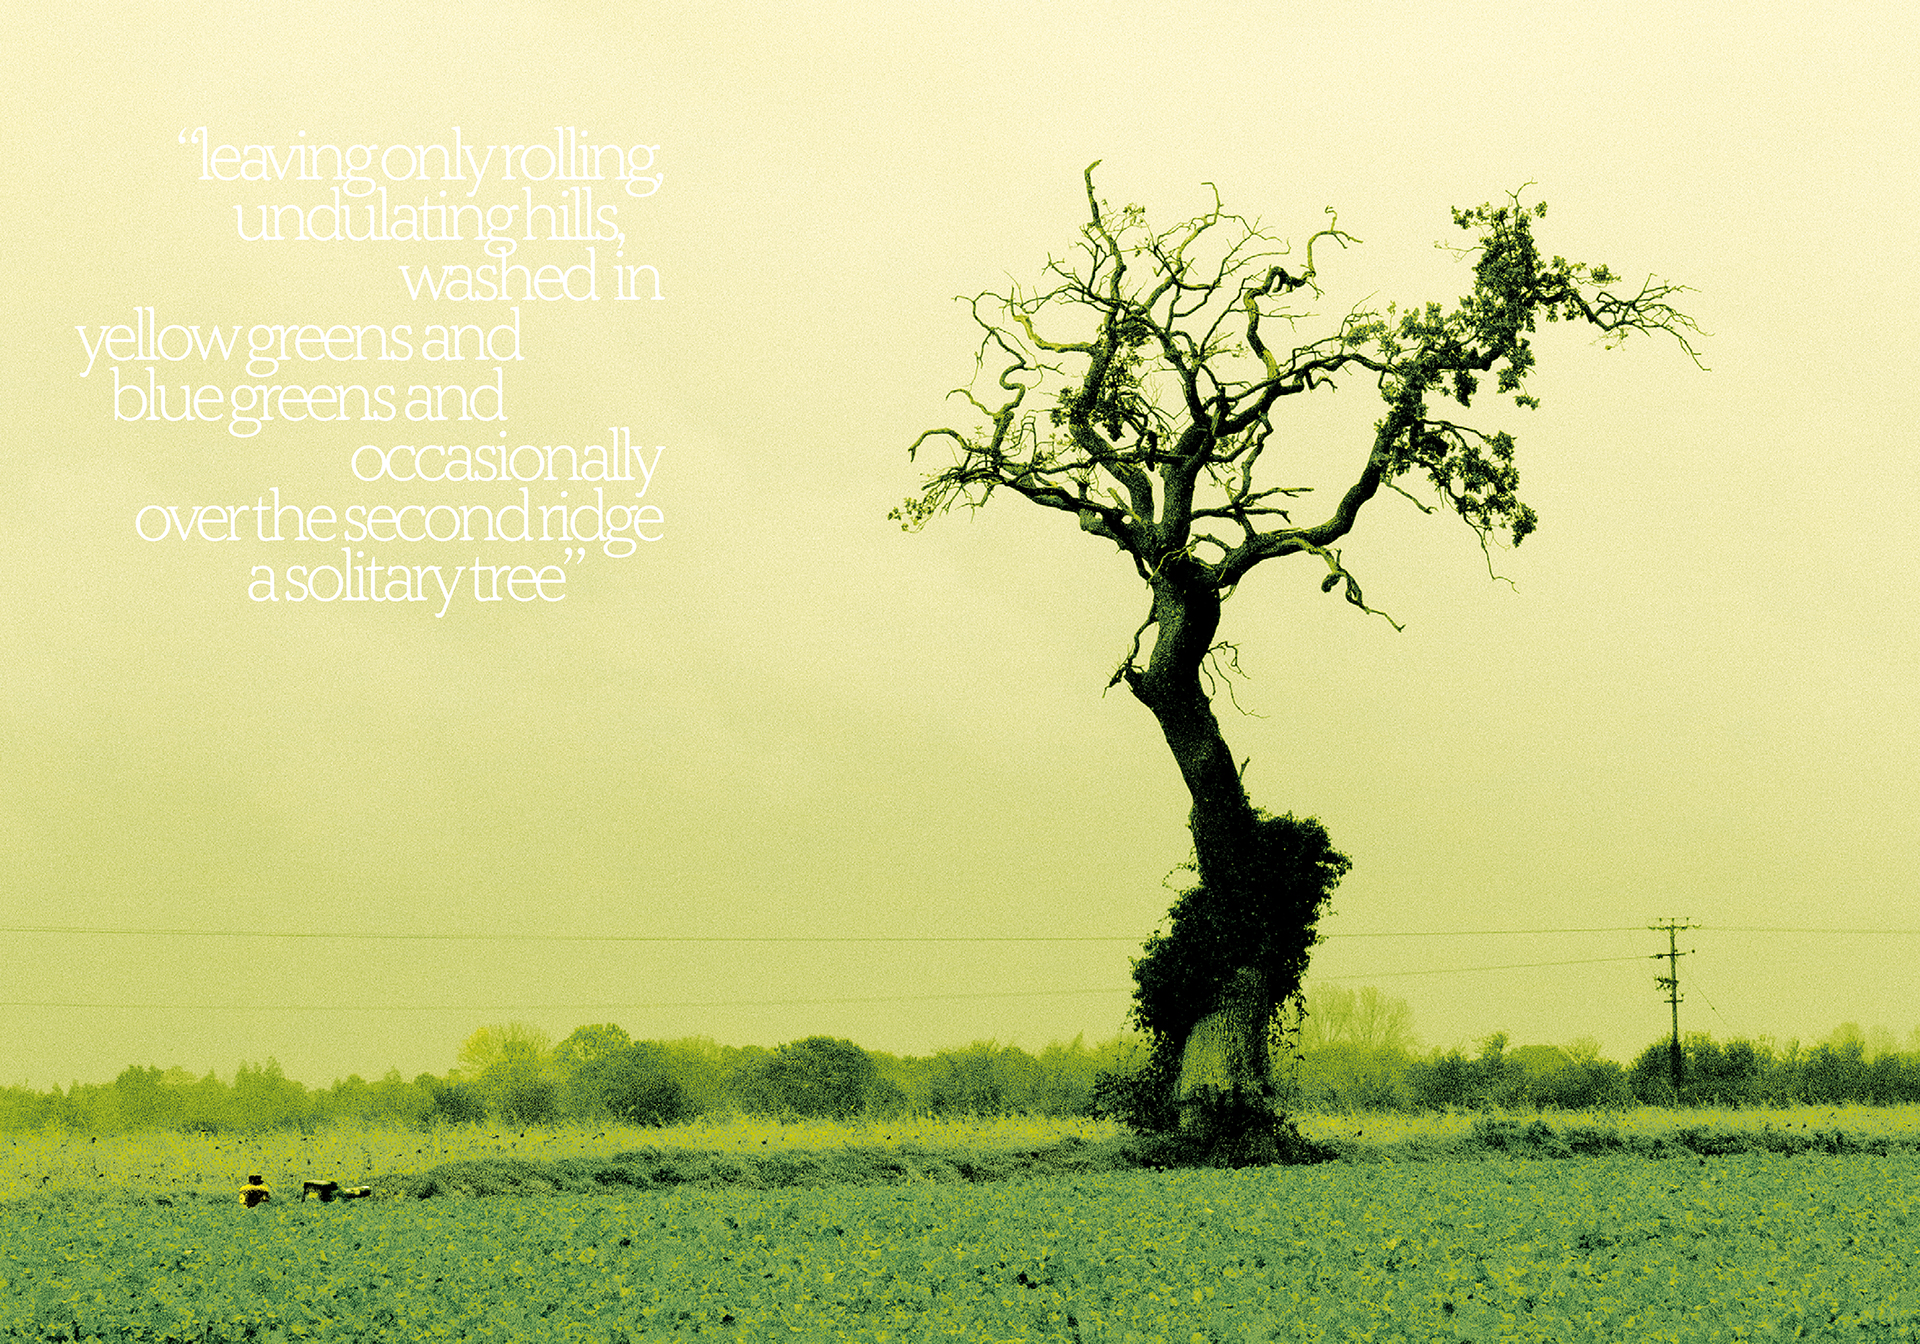 “leaving only rolling,
undulating hills,
washed in
yellow greens and
blue greens and
occasionally
over the second ridge
a solitary tree”